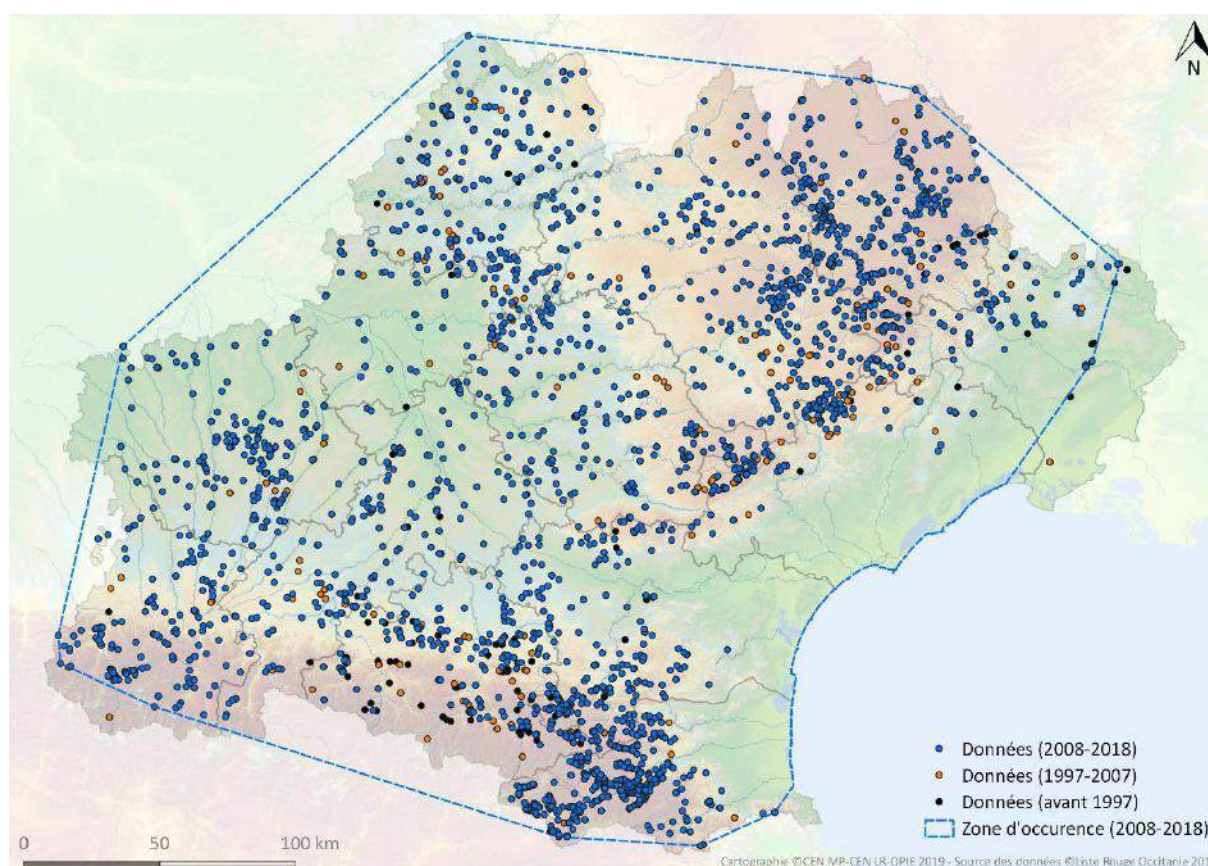 N
Données (2008-2018)
Données (1997-2007)
Données (avant 1997)
Zone d'occurence (2008-2018)
0 50 100 km
Cartographie ©CEN MP-CEN LR-OPIE 2019 - Source des données ©Liste Rouge Occitanie 201